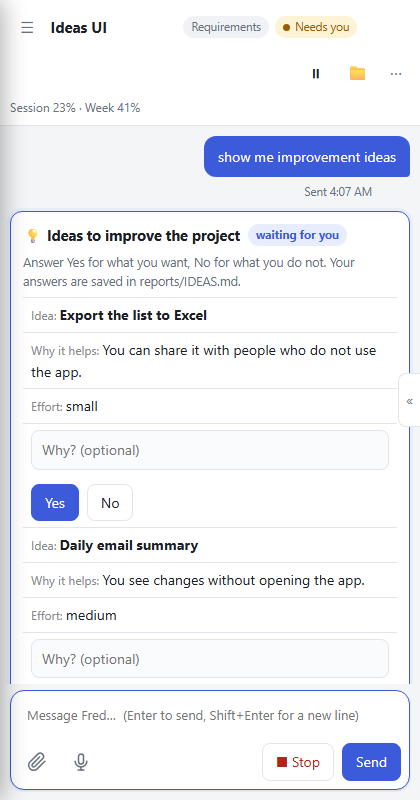 Ideas UI
Requirements
Needs you
Session 23% · Week 41%
show me improvement ideas
Sent 4:07 AM
Ideas to improve the project
waiting for you
Answer Yes for what you want, No for what you do not. Your
answers are saved in reports/IDEAS.md.
Idea: Export the list to Excel
Why it helps: You can share it with people who do not use
the app.
Effort: small
Why? (optional)
Yes
No
Idea: Daily email summary
Why it helps: You see changes without opening the app.
Effort: medium
Why? (optional)
Message Fred... (Enter to send, Shift+Enter for a new line)
Stop
Send